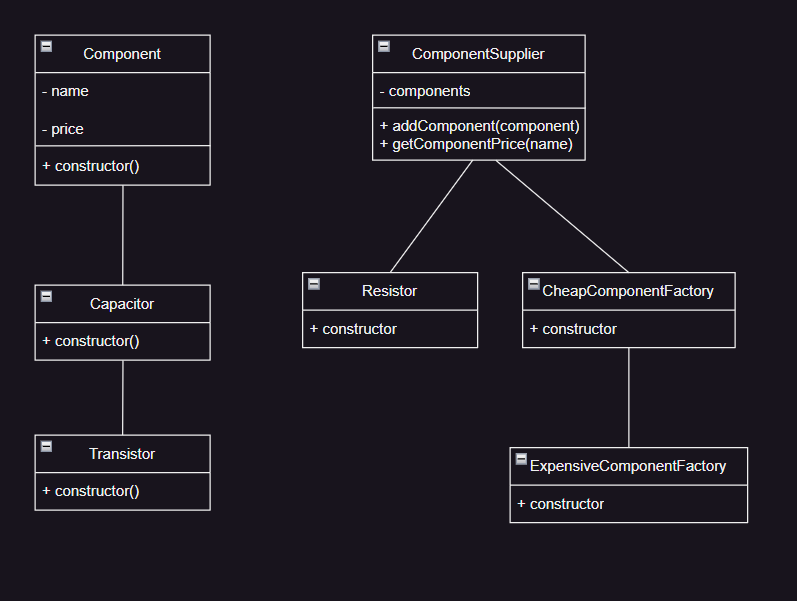 Component
- name
- price
+ constructor()
ComponentSupplier
- components
+ addComponent(component)
+ getComponentPrice(name)
Capacitor
+ constructor()
Resistor
+ constructor
CheapComponentFactory
+ constructor
Transistor
+ constructor()
ExpensiveComponentFactory
+ constructor